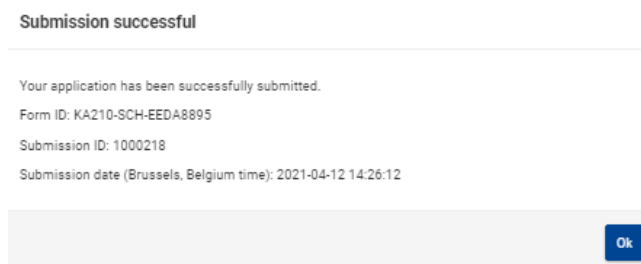 Submission successful
Your application has been successfully submitted.
Form ID: KA210-SCH-EEDA8895
Submission ID: 1000218
Submission date (Brussels, Belgium time): 2021-04-12 14:26:12
Ok